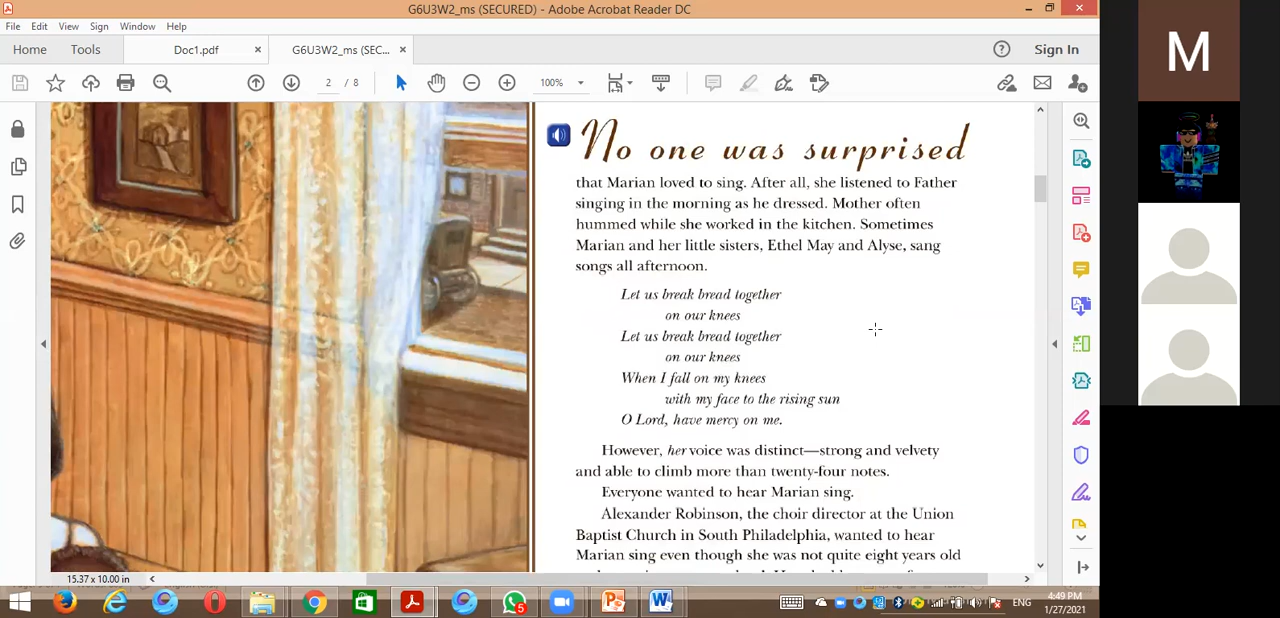 G6U3W2_ms (SECURED) - Adobe Acrobat Reader DC
File Edit View Sign Window Help
Home Tools Doc1.pdf × G6U3W2_ms (SEC... × Sign In
2 / 8 100%
M
No one was surprised
that Marian loved to sing. After all, she listened to Father
singing in the morning as he dressed. Mother often
hummed while she worked in the kitchen. Sometimes
Marian and her little sisters, Ethel May and Alyse, sang
songs all afternoon.
Let us break bread together
on our knees
Let us break bread together
on our knees
When I fall on my knees
with my face to the rising sun
O Lord, have mercy on me.
However, her voice was distinct—strong and velvety
and able to climb more than twenty-four notes.
Everyone wanted to hear Marian sing.
Alexander Robinson, the choir director at the Union
Baptist Church in South Philadelphia, wanted to hear
Marian sing even though she was not quite eight years old
15.37 x 10.00 in
5
ENG
4:49 PM
1/27/2021